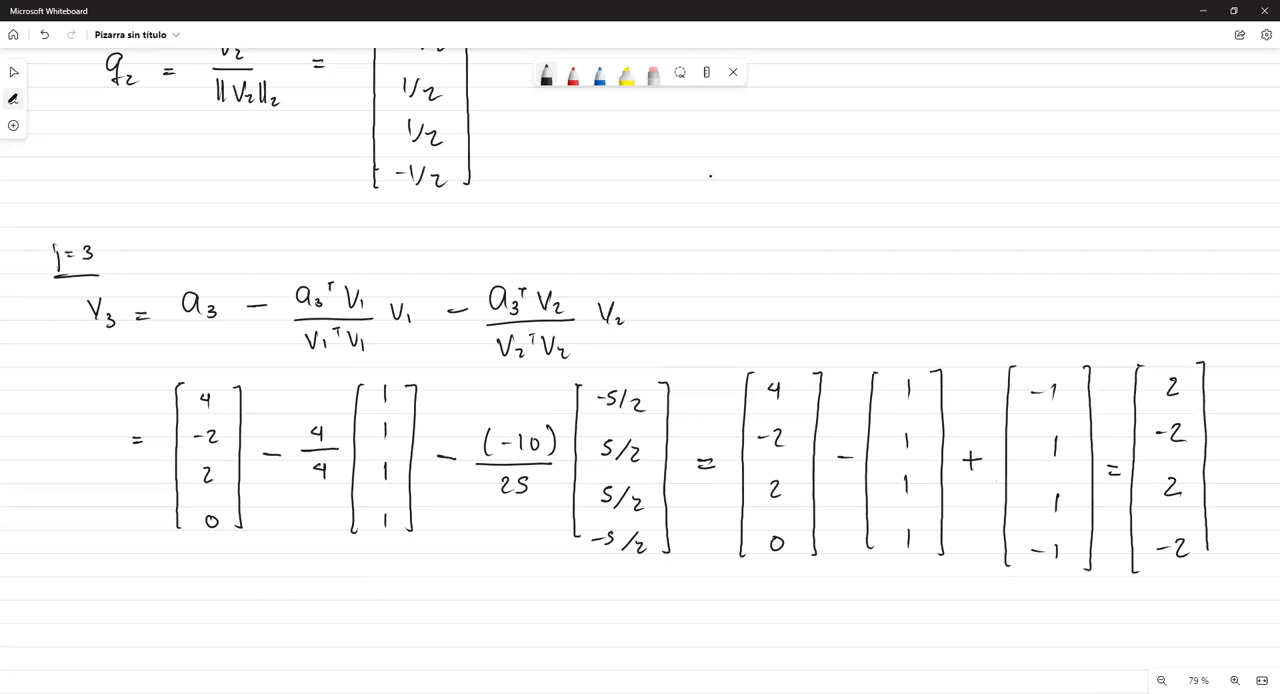 Microsoft Whiteboard
Pizarra sin título
q₂ = V₂ / ||V₂||₂ = [ 1/2 1/2 -1/2 ]
j = 3
V₃ = a₃ − (a₃ᵀ V₁ / V₁ᵀ V₁) V₁ − (a₃ᵀ V₂ / V₂ᵀ V₂) V₂
= [ 4 -2 2 0 ] − 4/4 [ 1 1 1 1 ] − (-10)/25 [ -5/2 5/2 5/2 -5/2 ] = [ 4 -2 2 0 ] − [ 1 1 1 1 ] + [ -1 1 1 -1 ] = [ 2 -2 2 -2 ]
79 %